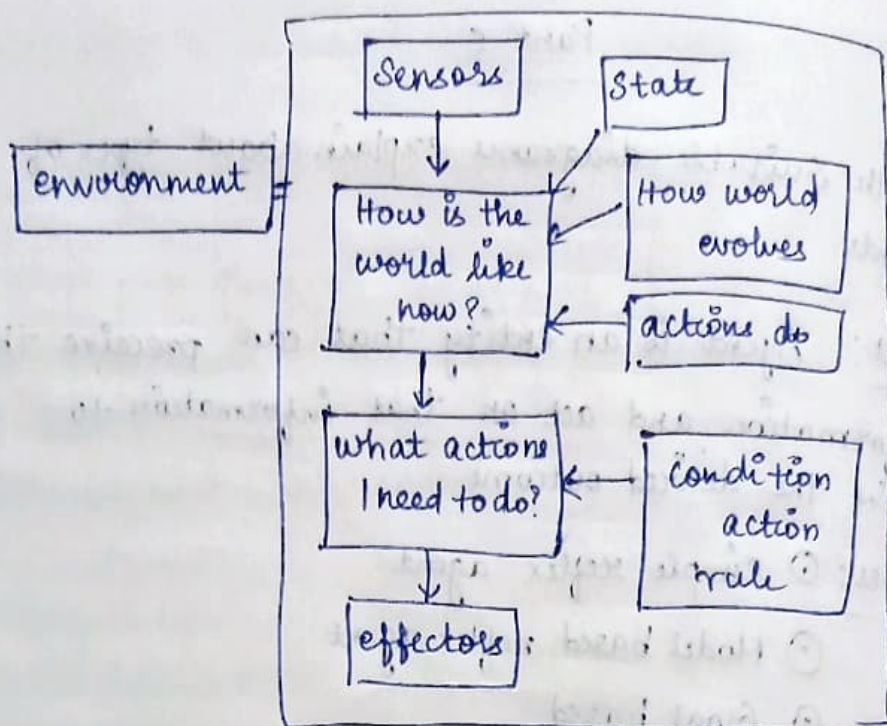 Sensors
State
environment
How is the
world like
now?
How world
evolves
actions do
what actions
I need to do?
condition
action
rule
effectors